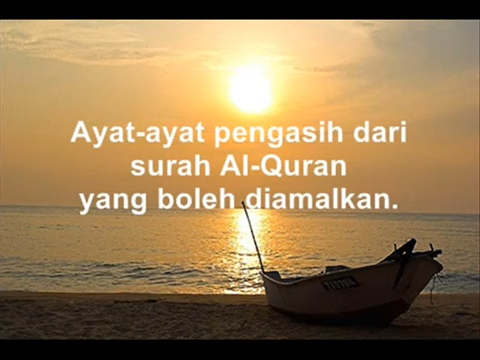 Ayat-ayat pengasih dari
surah Al-Quran
yang boleh diamalkan.